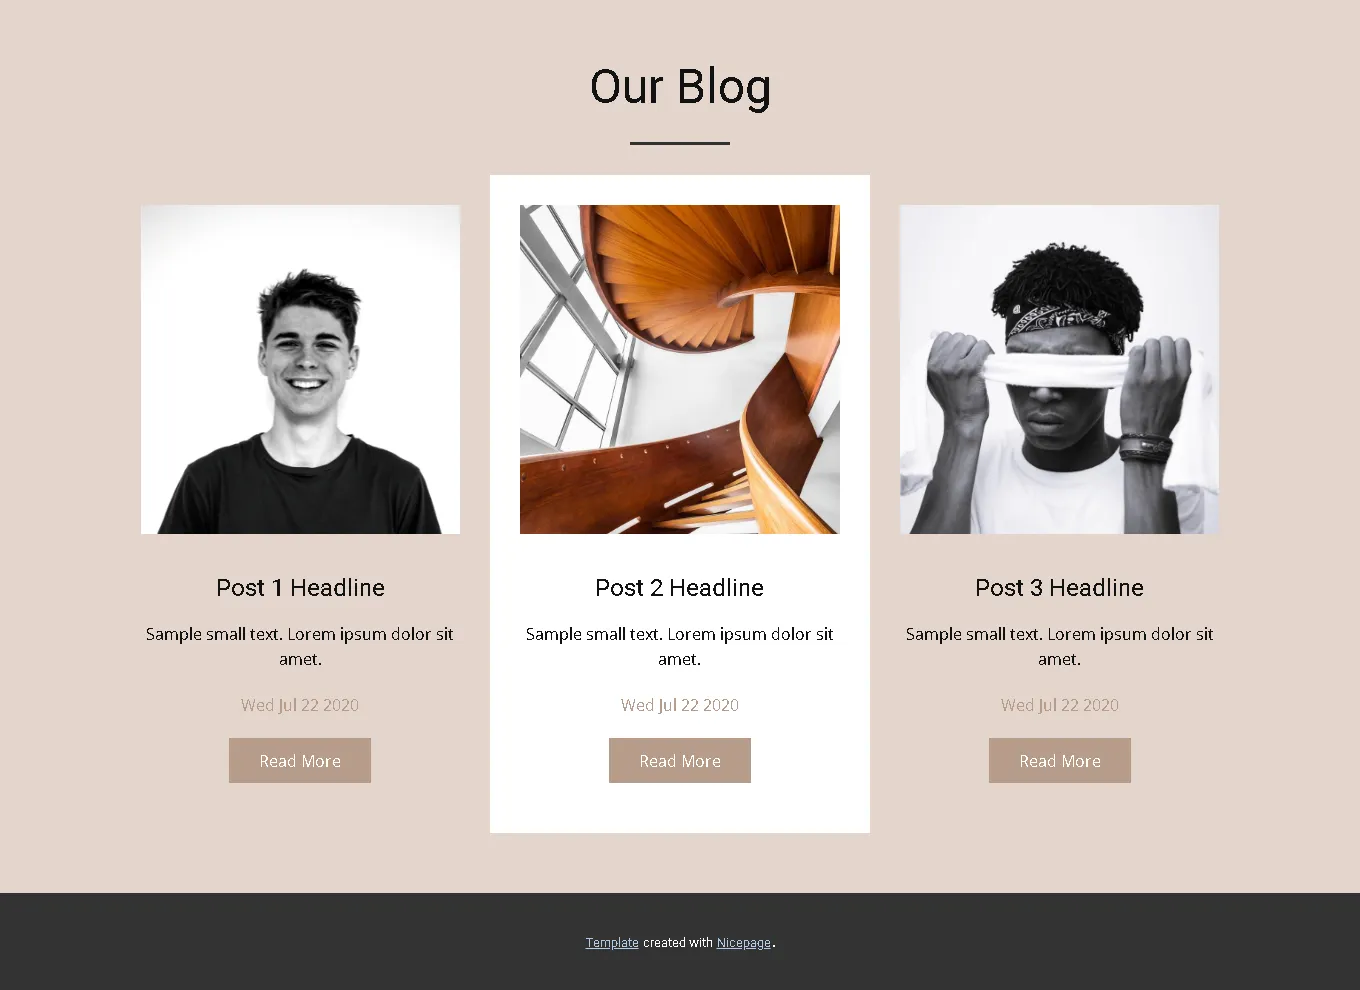 Our Blog
Post 1 Headline
Sample small text. Lorem ipsum dolor sit
amet.
Wed Jul 22 2020
Read More
Post 2 Headline
Sample small text. Lorem ipsum dolor sit
amet.
Wed Jul 22 2020
Read More
Post 3 Headline
Sample small text. Lorem ipsum dolor sit
amet.
Wed Jul 22 2020
Read More
Template created with Nicepage.